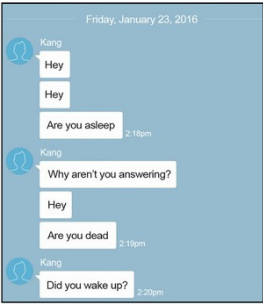 Friday, January 23, 2016
Kang
Hey
Hey
Are you asleep
2:18pm
Kang
Why aren't you answering?
Hey
Are you dead
2:19pm
Kang
Did you wake up?
2:20pm